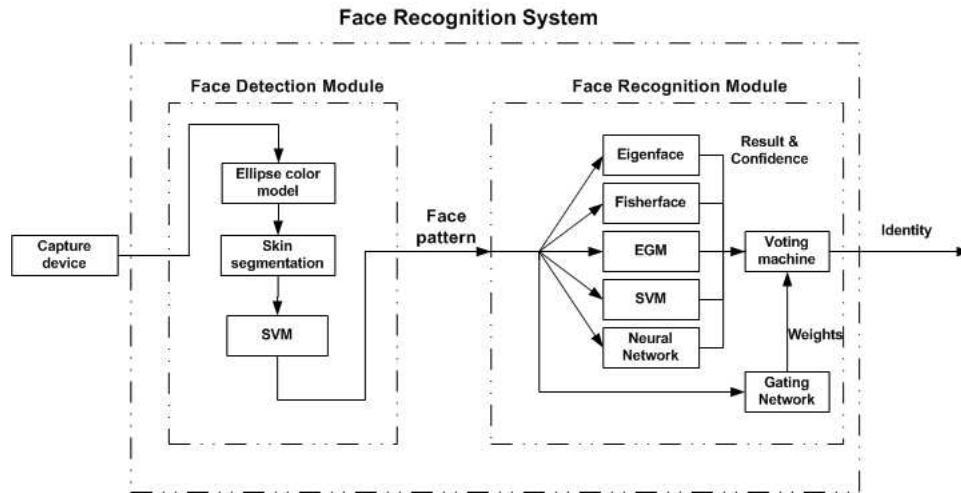 Face Recognition System
Face Detection Module
Face Recognition Module
Capture
device
Ellipse color
model
Skin
segmentation
SVM
Face
pattern
Eigenface
Fisherface
EGM
SVM
Neural
Network
Result &
Confidence
Voting
machine
Weights
Gating
Network
Identity